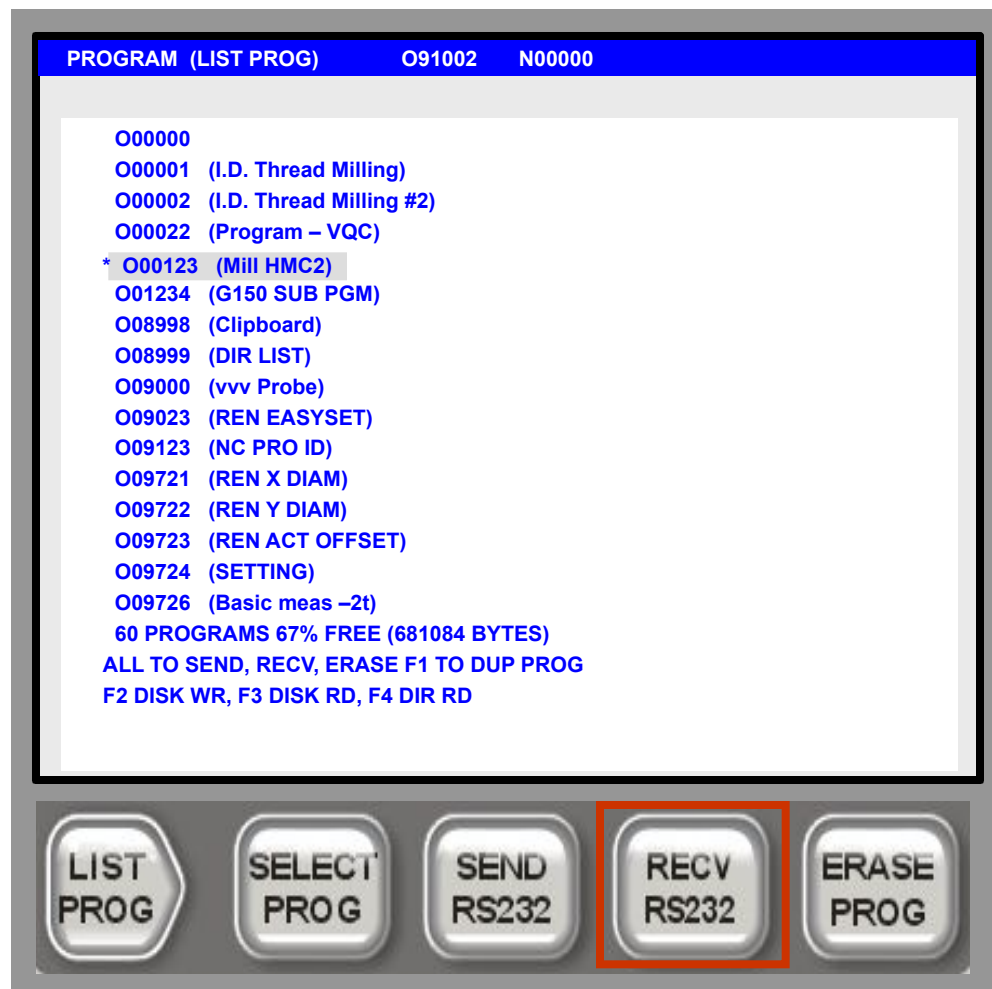 PROGRAM (LIST PROG) O91002 N00000
O00000
O00001 (I.D. Thread Milling)
O00002 (I.D. Thread Milling #2)
O00022 (Program – VQC)
* O00123 (Mill HMC2)
O01234 (G150 SUB PGM)
O08998 (Clipboard)
O08999 (DIR LIST)
O09000 (vvv Probe)
O09023 (REN EASYSET)
O09123 (NC PRO ID)
O09721 (REN X DIAM)
O09722 (REN Y DIAM)
O09723 (REN ACT OFFSET)
O09724 (SETTING)
O09726 (Basic meas –2t)
60 PROGRAMS 67% FREE (681084 BYTES)
ALL TO SEND, RECV, ERASE F1 TO DUP PROG
F2 DISK WR, F3 DISK RD, F4 DIR RD
LIST
PROG
SELECT
PROG
SEND
RS232
RECV
RS232
ERASE
PROG